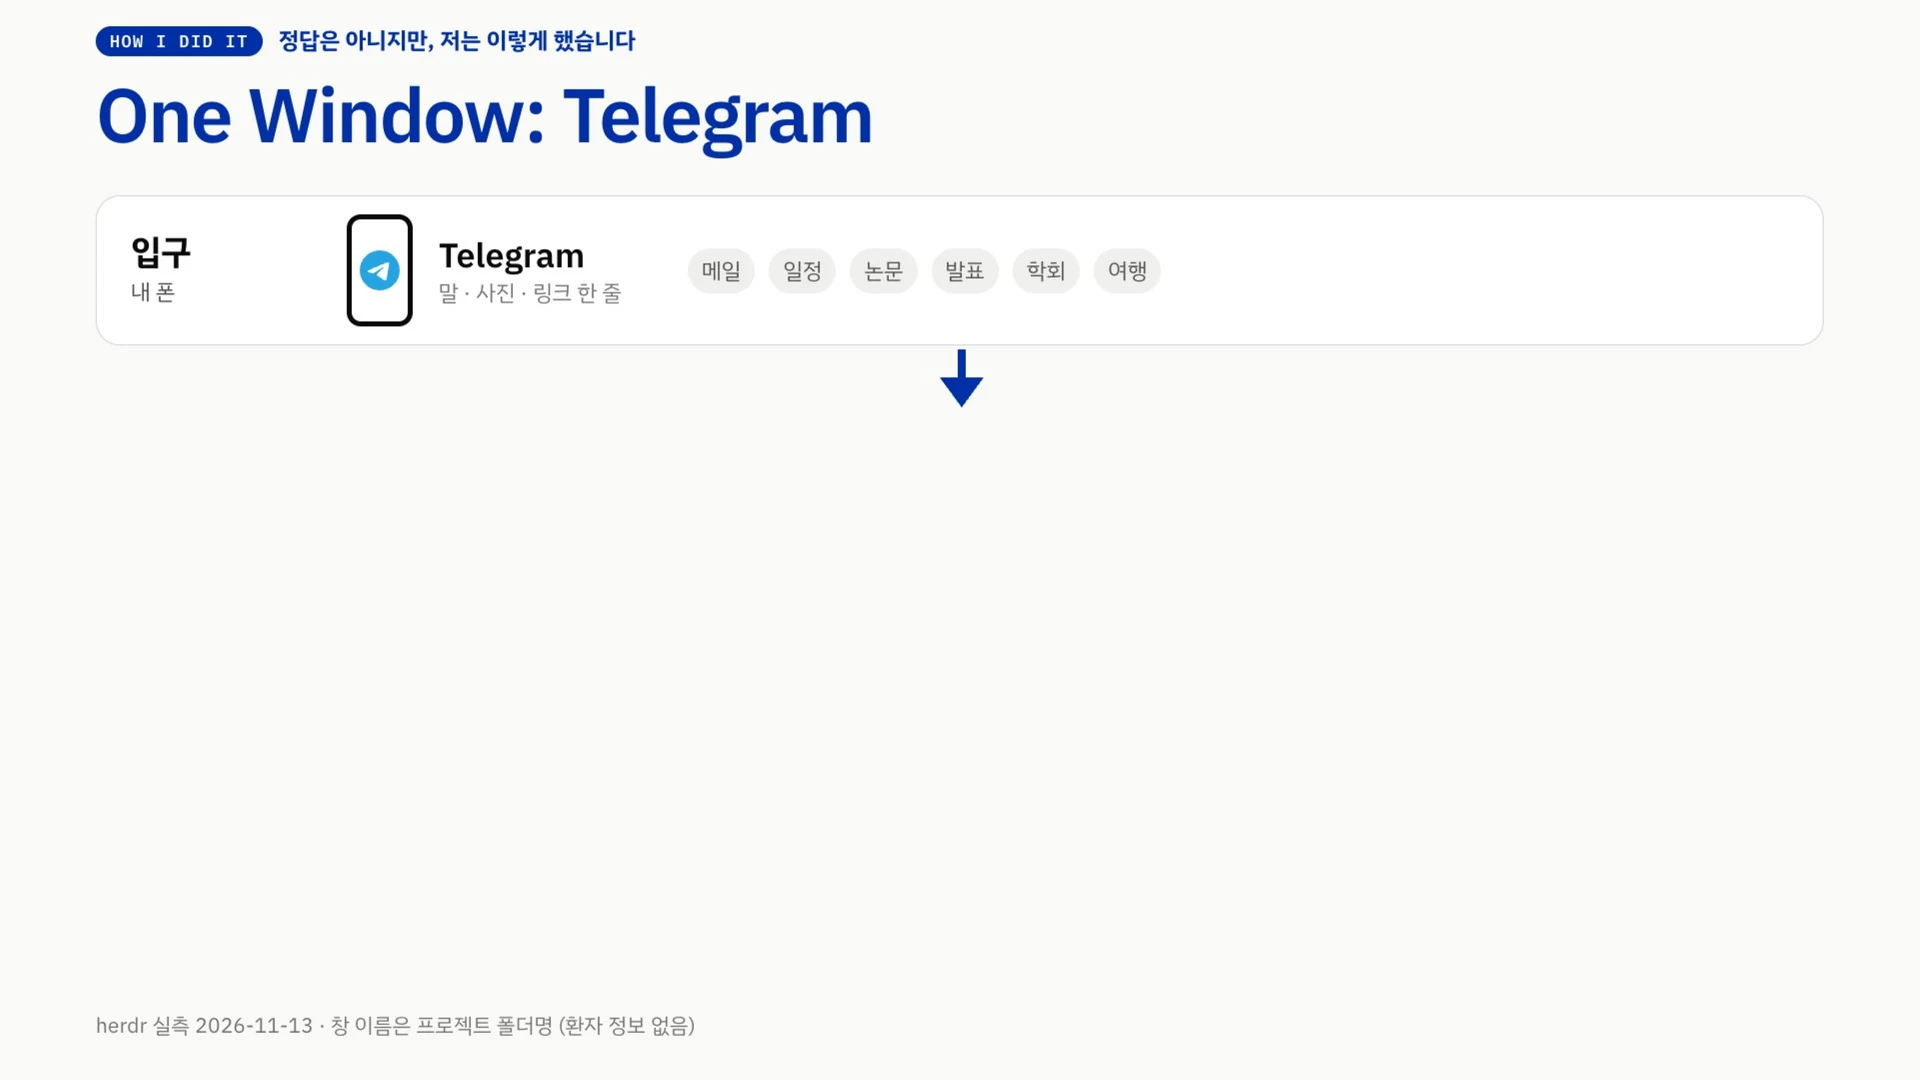 HOW I DID IT 정답은 아니지만, 저는 이렇게 했습니다
One Window: Telegram
입구
내 폰
Telegram
말 · 사진 · 링크 한 줄
메일 일정 논문 발표 학회 여행
herdr 실측 2026-11-13 · 창 이름은 프로젝트 폴더명 (환자 정보 없음)